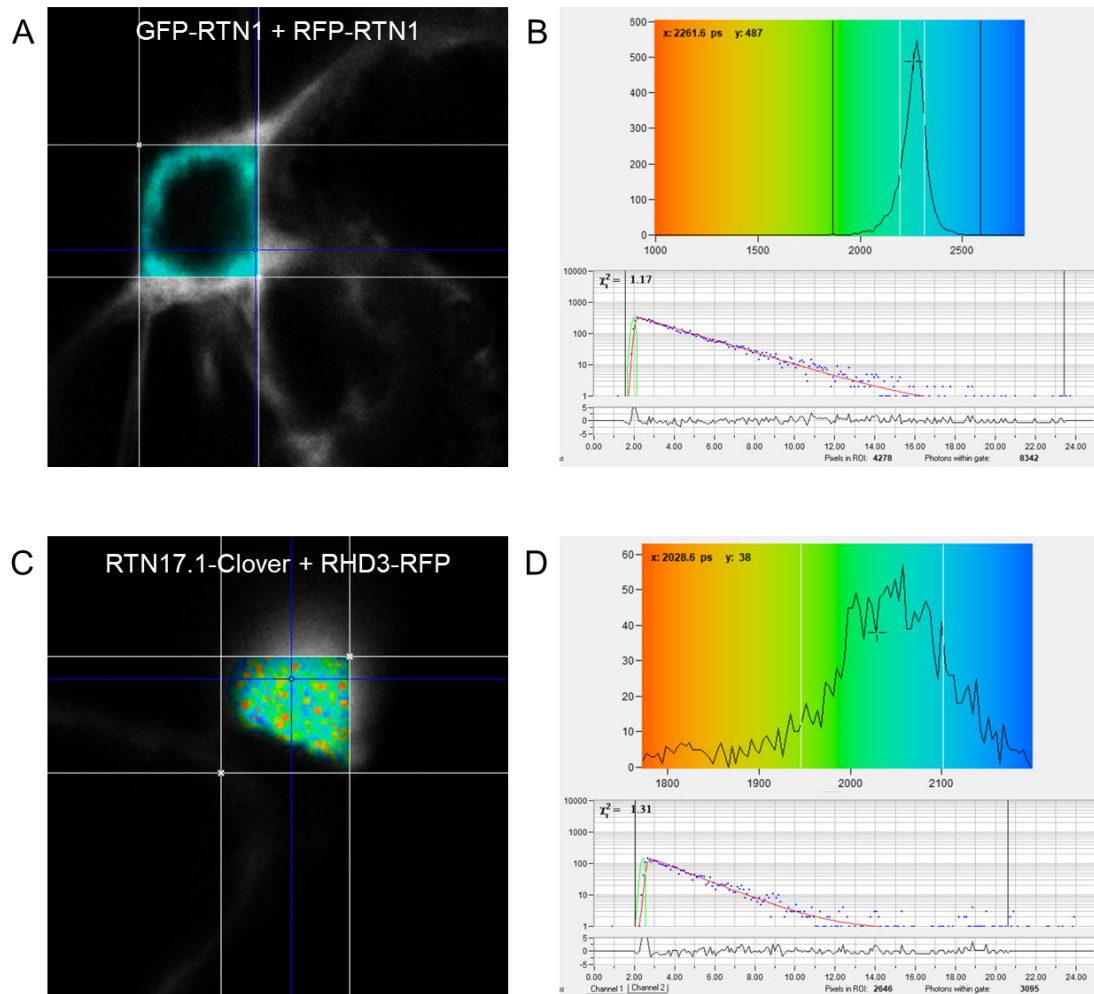 A
GFP-RTN1 + RFP-RTN1
B
x: 2261.6 ps y: 487
600
500
400
300
200
100
0
1000 1500 2000 2500
10000
1000
100
10
1
χ²r = 1.17
5
0
-5
0.00 2.00 4.00 6.00 8.00 10.00 12.00 14.00 16.00 18.00 20.00 22.00 24.00
Pixels in ROI: 4278 Photons within gate: 8342
C
RTN17.1-Clover + RHD3-RFP
D
x: 2028.6 ps y: 38
60
50
40
30
20
10
0
1800 1900 2000 2100
10000
1000
100
10
1
χ²r = 1.31
5
0
-5
0.00 2.00 4.00 6.00 8.00 10.00 12.00 14.00 16.00 18.00 20.00 22.00 24.00
Channel 1 Channel 2 Pixels in ROI: 2646 Photons within gate: 3095